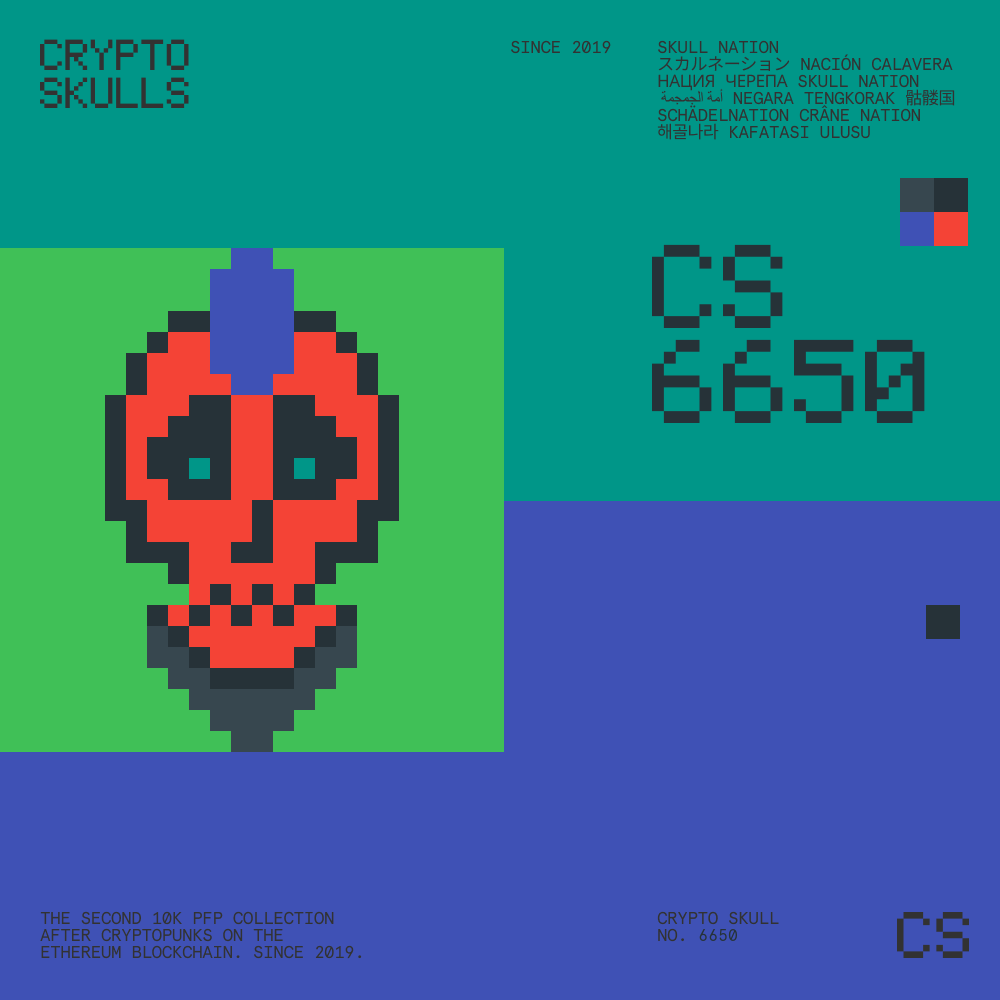 CRYPTO
SKULLS
SINCE 2019
SKULL NATION
スカルネーション NACIÓN CALAVERA
НАЦИЯ ЧЕРЕПА SKULL NATION
أمة الجمجمة NEGARA TENGKORAK 骷髅国
SCHÄDELNATION CRÂNE NATION
해골나라 KAFATASI ULUSU
CS
6650
THE SECOND 10K PFP COLLECTION
AFTER CRYPTOPUNKS ON THE
ETHEREUM BLOCKCHAIN. SINCE 2019.
CRYPTO SKULL
NO. 6650
CS